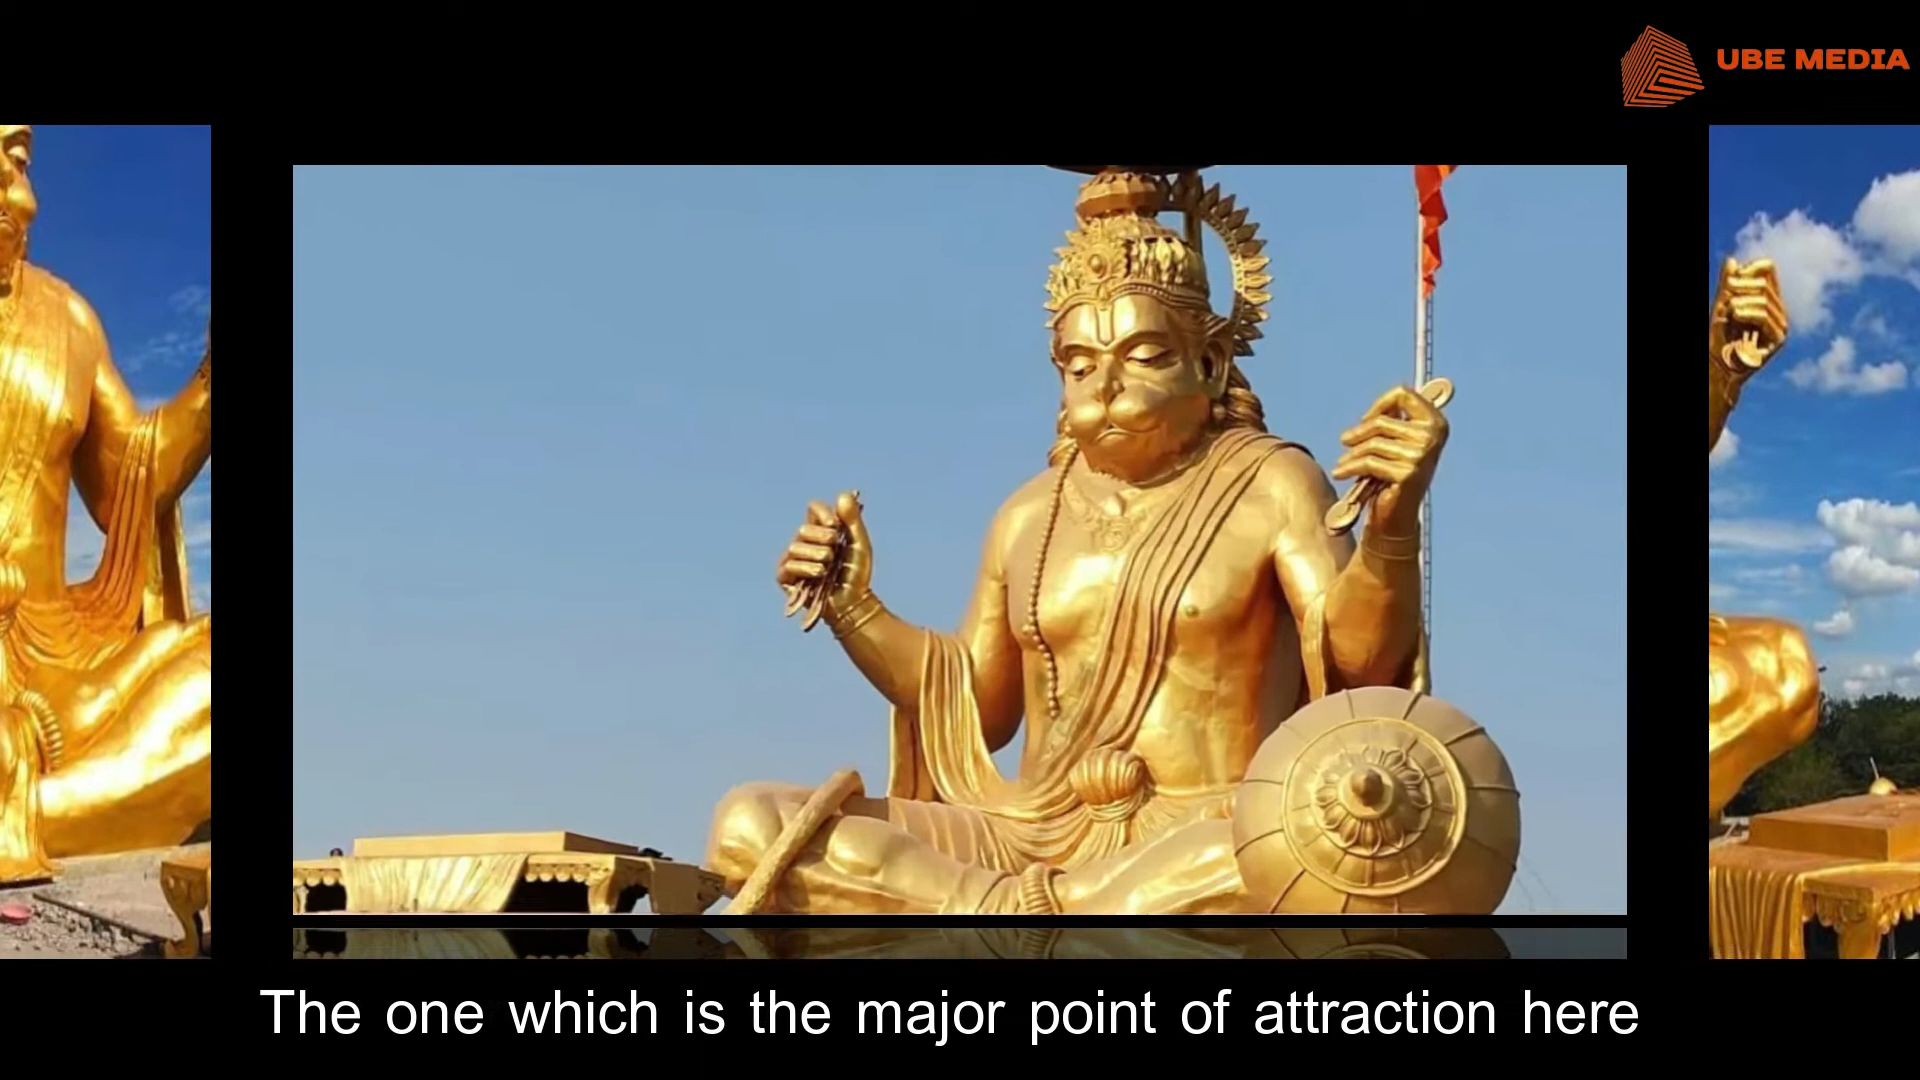 UBE MEDIA
The one which is the major point of attraction here